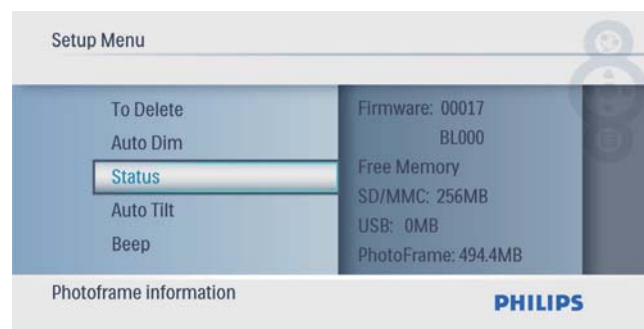 Setup Menu
To Delete
Auto Dim
Status
Auto Tilt
Beep
Firmware: 00017
BL000
Free Memory
SD/MMC: 256MB
USB: 0MB
PhotoFrame: 494.4MB
Photoframe information
PHILIPS